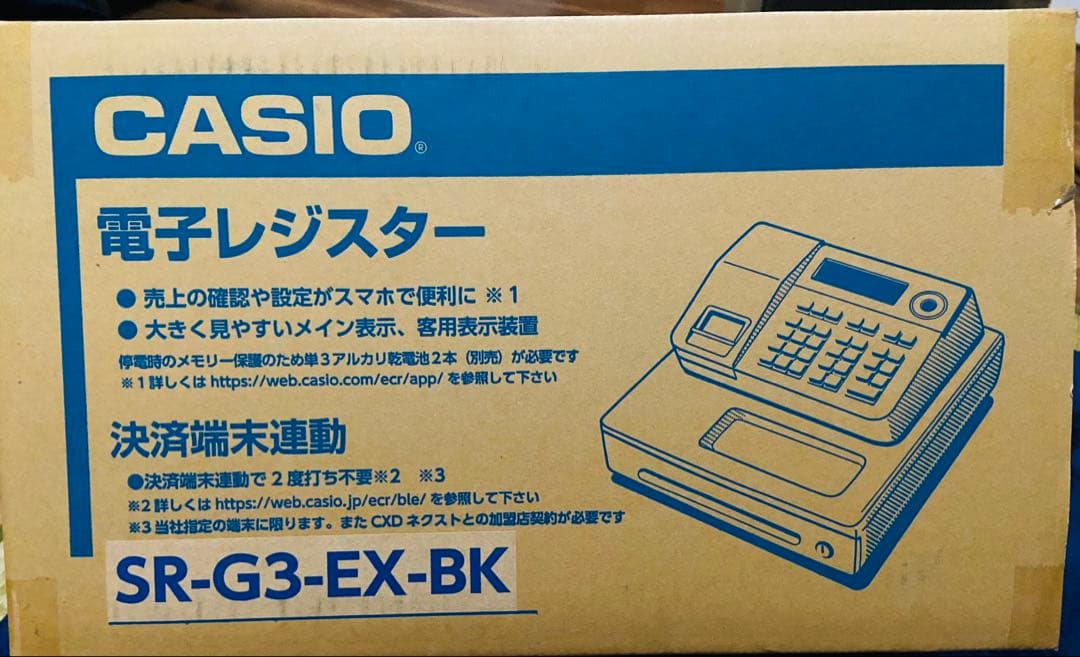 CASIO®
電子レジスター
● 売上の確認や設定がスマホで便利に ※1
● 大きく見やすいメイン表示、客用表示装置
停電時のメモリー保護のため単3アルカリ乾電池2本（別売）が必要です
※1詳しくは https://web.casio.com/ecr/app/ を参照して下さい
決済端末連動
●決済端末連動で2度打ち不要※2 ※3
※2詳しくは https://web.casio.jp/ecr/ble/ を参照して下さい
※3当社指定の端末に限ります。また CXD ネクストとの加盟店契約が必要です
SR-G3-EX-BK